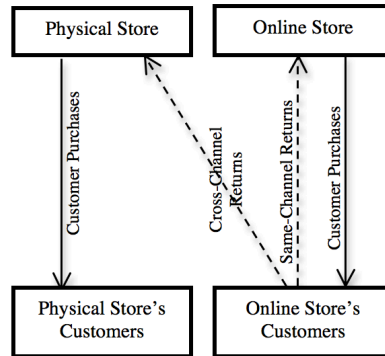 Physical Store
Online Store
Customer Purchases
Cross-Channel
Returns
Same-Channel Returns
Customer Purchases
Physical Store's
Customers
Online Store's
Customers